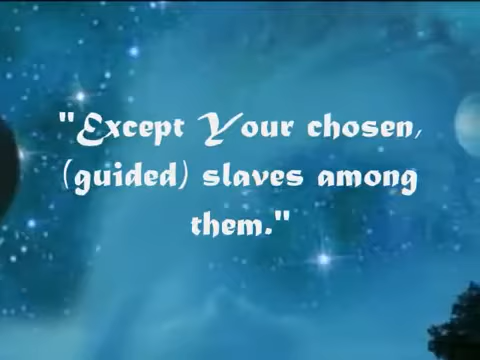 "Except Your chosen,
(guided) slaves among
them."